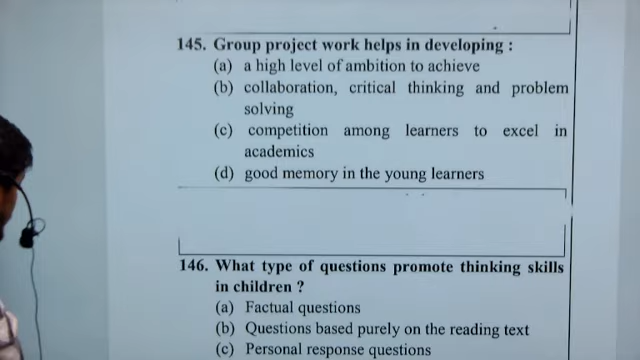 145. Group project work helps in developing :
(a) a high level of ambition to achieve
(b) collaboration, critical thinking and problem
solving
(c) competition among learners to excel in
academics
(d) good memory in the young learners
146. What type of questions promote thinking skills
in children ?
(a) Factual questions
(b) Questions based purely on the reading text
(c) Personal response questions